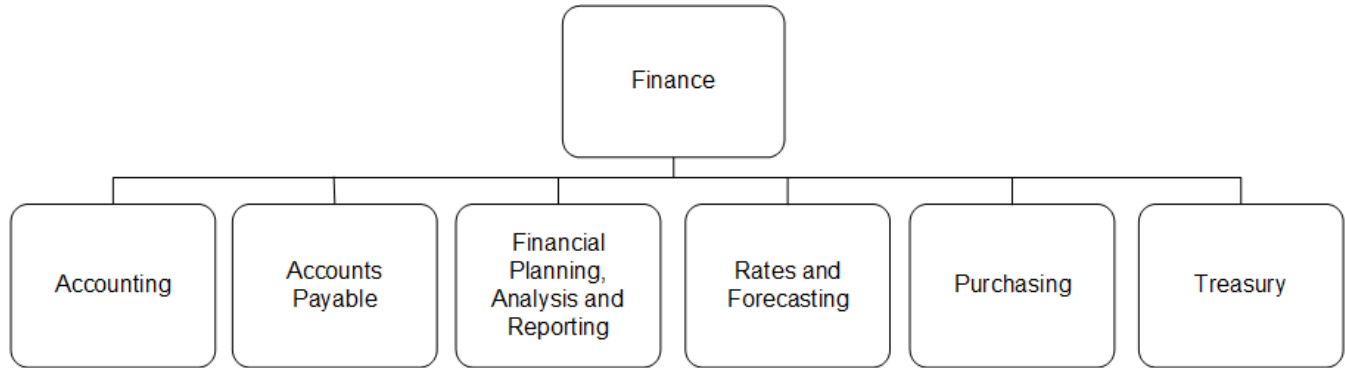 Finance
Accounting
Accounts
Payable
Financial
Planning,
Analysis and
Reporting
Rates and
Forecasting
Purchasing
Treasury